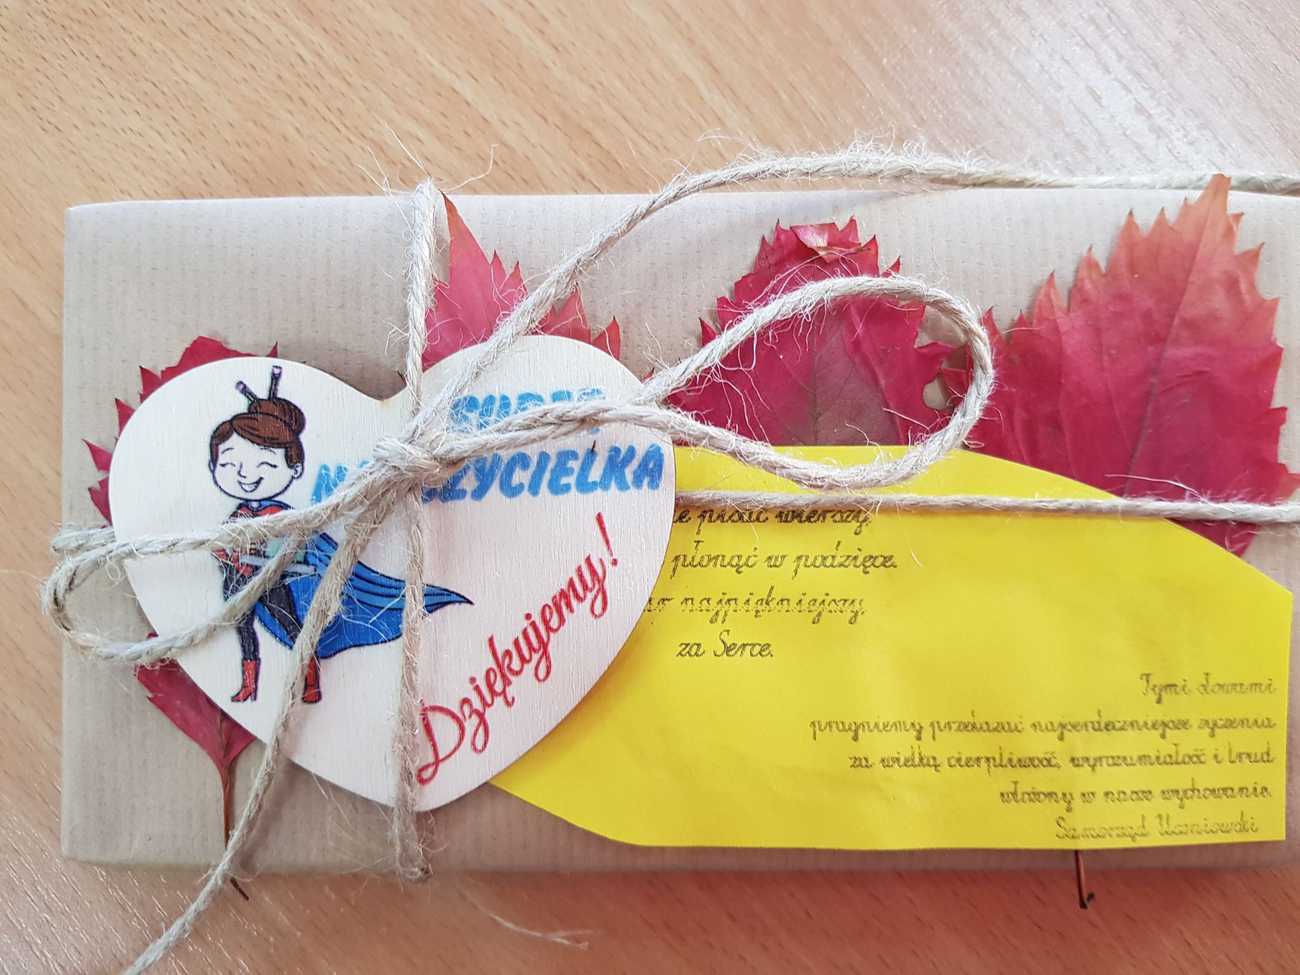 SUPER
NAUCZYCIELKA
Dziękujemy!
pisać wierszy,
płonąć w podzięce.
najpiękniejszy,
za Serce.
Tymi słowami
pragniemy przekazać najserdeczniejsze życzenia
za wielką cierpliwość, wyrozumiałość i trud
włożony w nasze wychowanie.
Samorząd Uczniowski